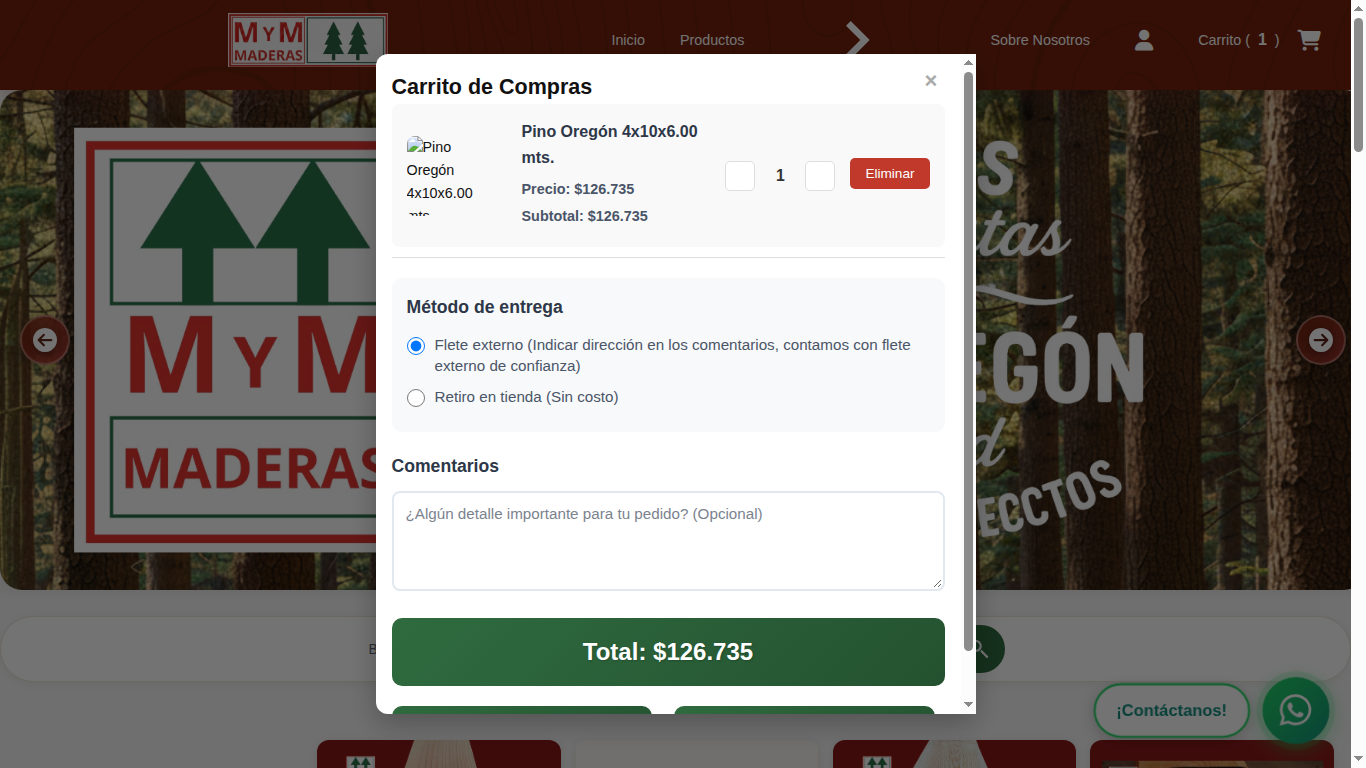 MYM
MADERAS
Inicio
Productos
Sobre Nosotros
Carrito ( 1 )
Carrito de Compras
×
Pino
Oregón
4x10x6.00
mts.
Pino Oregón 4x10x6.00
mts.
Precio: $126.735
Subtotal: $126.735
1
Eliminar
Método de entrega
Flete externo (Indicar dirección en los comentarios, contamos con flete
externo de confianza)
Retiro en tienda (Sin costo)
Comentarios
¿Algún detalle importante para tu pedido? (Opcional)
Total: $126.735
MYM
MADERAS
¡Contáctanos!